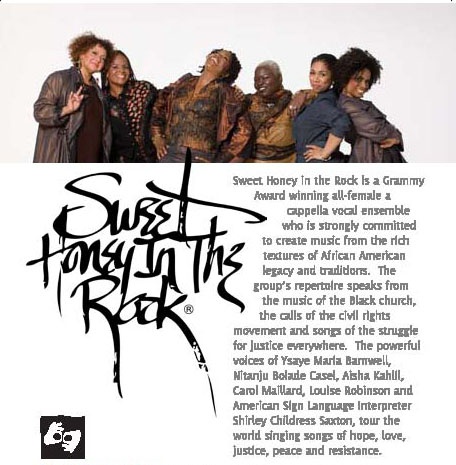 Sweet
Honey In The
Rock®
Sweet Honey in the Rock is a Grammy
Award winning all-female a
cappella vocal ensemble
who is strongly committed
to create music from the rich
textures of African American
legacy and traditions. The
group's repertoire speaks from
the music of the Black church,
the calls of the civil rights
movement and songs of the struggle
for justice everywhere. The powerful
voices of Ysaye Maria Barnwell,
Nitanju Bolade Casel, Aisha Kahlil,
Carol Maillard, Louise Robinson and
American Sign Language Interpreter
Shirley Childress Saxton, tour the
world singing songs of hope, love,
justice, peace and resistance.